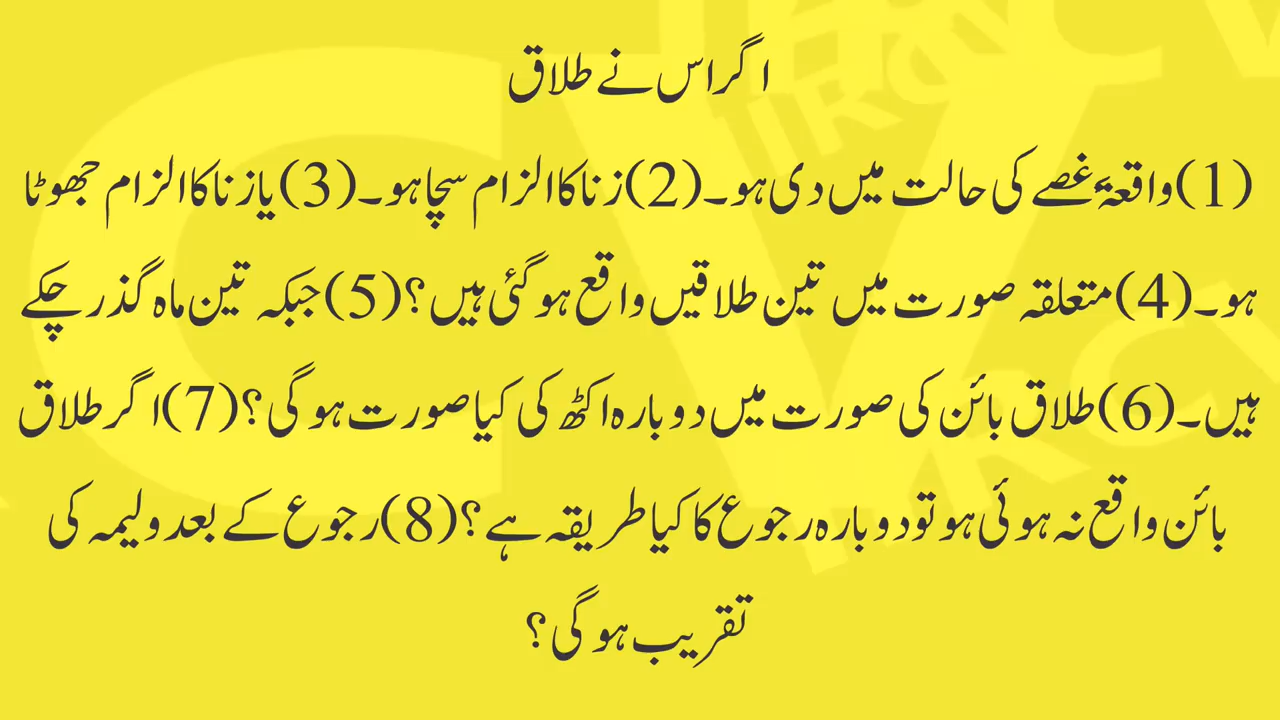 اگر اس نے طلاق
(1) واقعۂ غصے کی حالت میں دی ہو۔ (2) زنا کا الزام سچا ہو۔ (3) یا زنا کا الزام جھوٹا
ہو۔ (4) متعلقہ صورت میں تین طلاقیں واقع ہو گئی ہیں؟ (5) جبکہ تین ماہ گذر چکے
ہیں۔ (6) طلاق بائن کی صورت میں دوبارہ اکٹھ کی کیا صورت ہو گی؟ (7) اگر طلاق
بائن واقع نہ ہوئی ہو تو دوبارہ رجوع کا کیا طریقہ ہے؟ (8) رجوع کے بعد ولیمہ کی
تقریب ہو گی؟